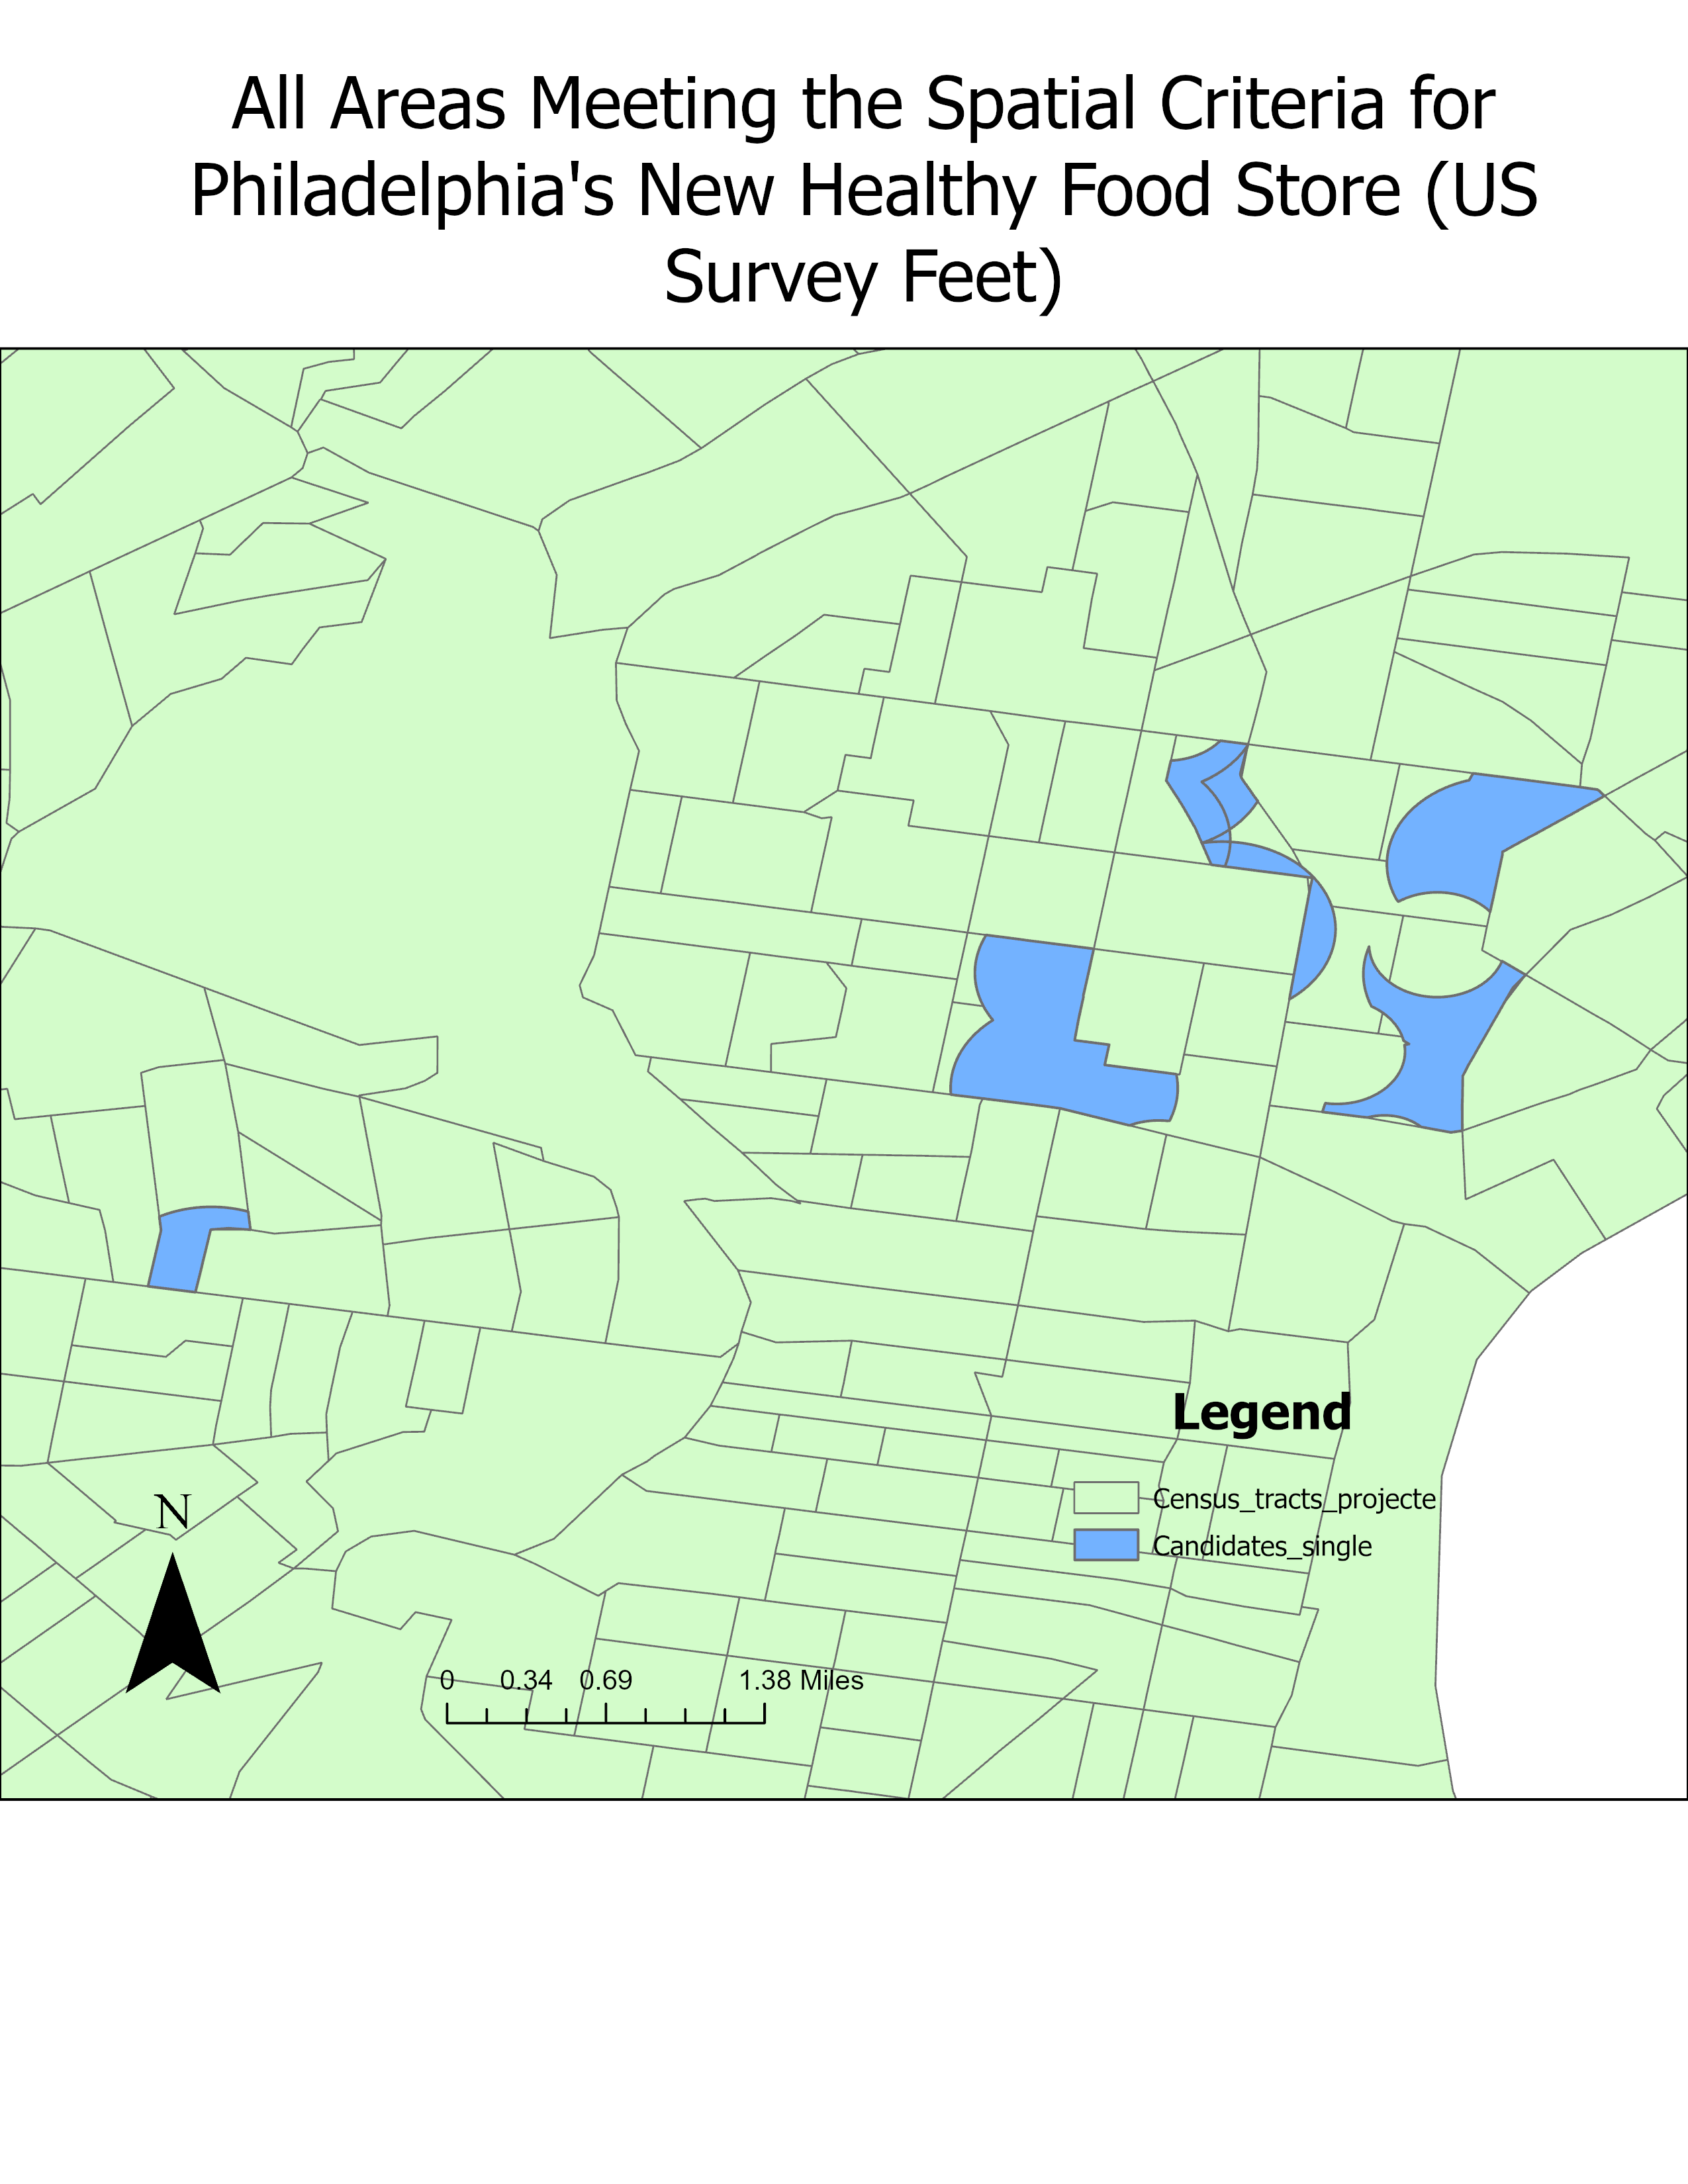 All Areas Meeting the Spatial Criteria for
Philadelphia's New Healthy Food Store (US
Survey Feet)
Legend
Census_tracts_projecte
Candidates_single
N
0 0.34 0.69 1.38 Miles